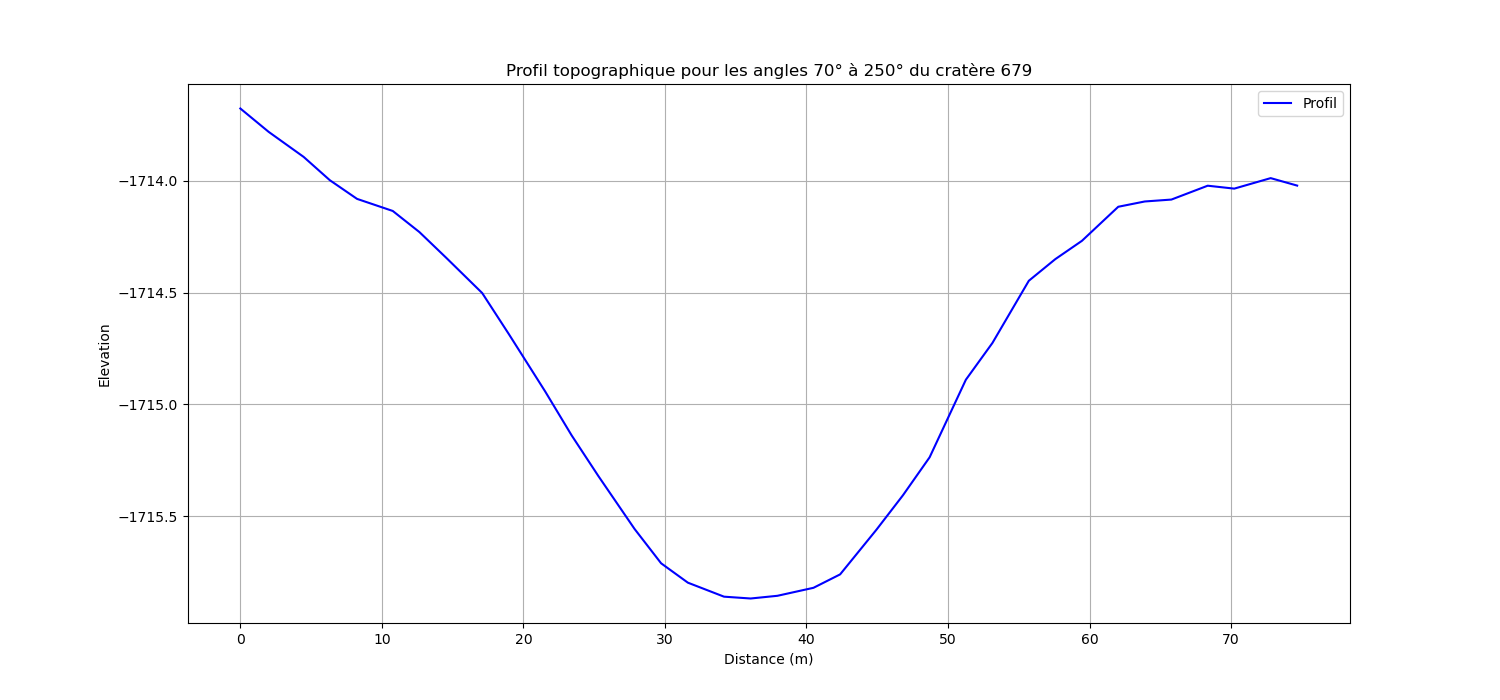 Profil topographique pour les angles 70° à 250° du cratère 679
Profil
−1714.0
−1714.5
−1715.0
−1715.5
Elevation
0 10 20 30 40 50 60 70
Distance (m)